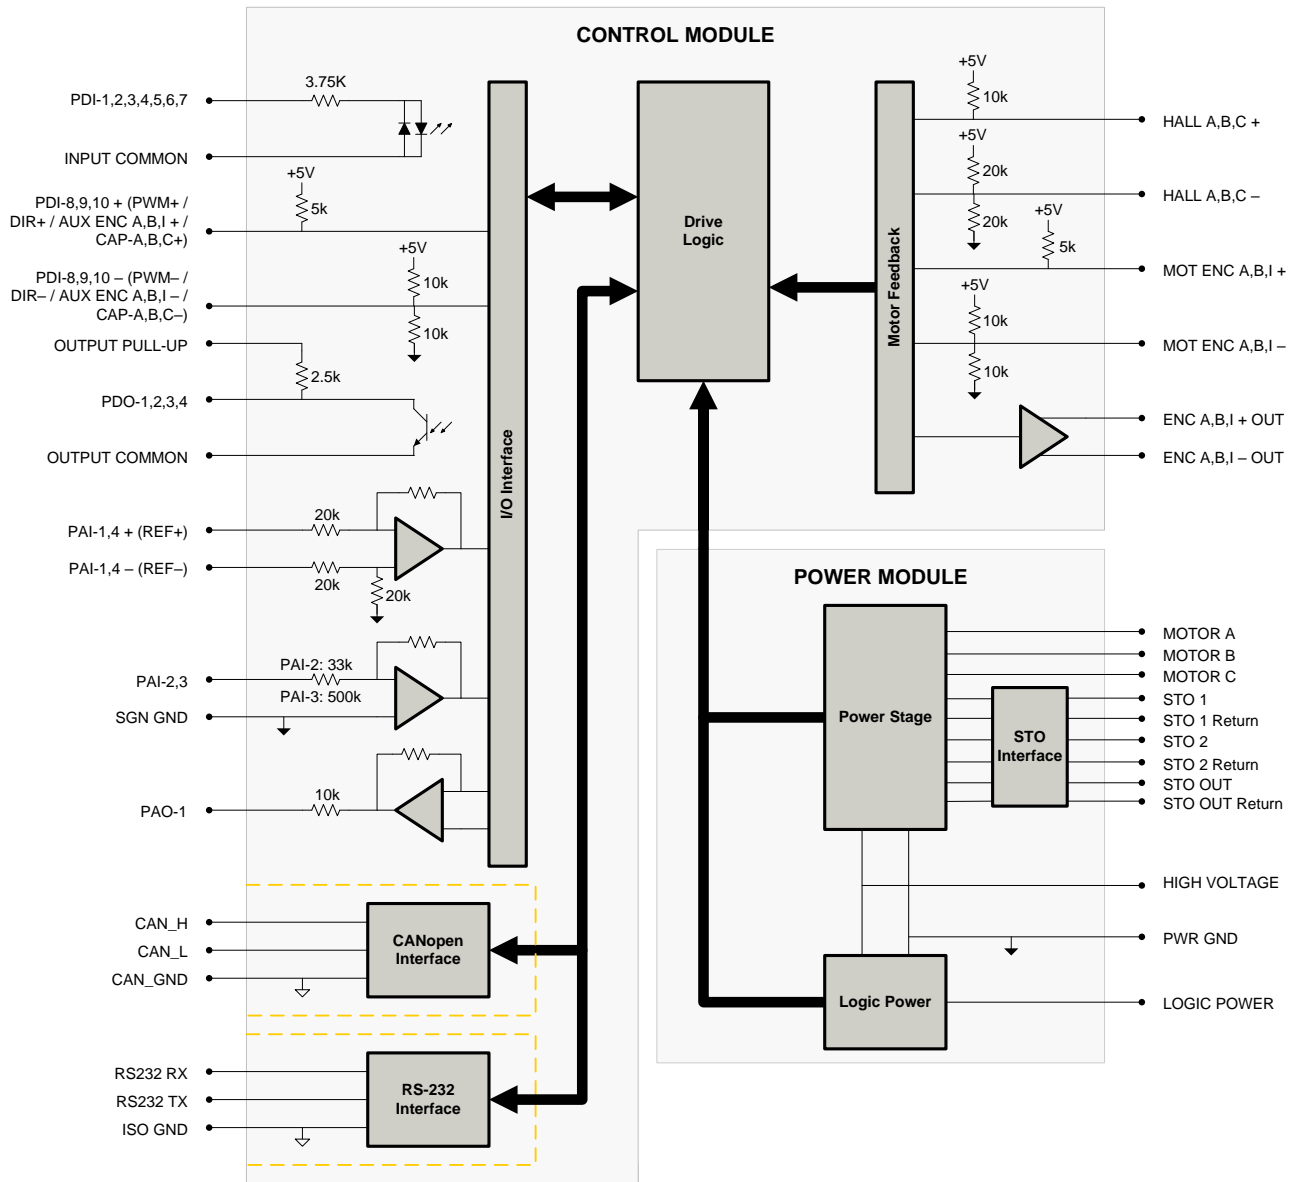 CONTROL MODULE
PDI-1,2,3,4,5,6,7
3.75K
INPUT COMMON
+5V
5k
PDI-8,9,10 + (PWM+ /
DIR+ / AUX ENC A,B,I + /
CAP-A,B,C+)
PDI-8,9,10 – (PWM– /
DIR– / AUX ENC A,B,I – /
CAP-A,B,C–)
+5V
10k
10k
OUTPUT PULL-UP
2.5k
PDO-1,2,3,4
OUTPUT COMMON
PAI-1,4 + (REF+)
20k
PAI-1,4 – (REF–)
20k
20k
PAI-2,3
PAI-2: 33k
PAI-3: 500k
SGN GND
PAO-1
10k
I/O Interface
CAN_H
CAN_L
CAN_GND
CANopen
Interface
RS232 RX
RS232 TX
ISO GND
RS-232
Interface
Drive
Logic
Motor Feedback
+5V
10k
HALL A,B,C +
+5V
20k
20k
HALL A,B,C –
+5V
5k
MOT ENC A,B,I +
+5V
10k
10k
MOT ENC A,B,I –
ENC A,B,I + OUT
ENC A,B,I – OUT
POWER MODULE
Power Stage
STO
Interface
MOTOR A
MOTOR B
MOTOR C
STO 1
STO 1 Return
STO 2
STO 2 Return
STO OUT
STO OUT Return
HIGH VOLTAGE
PWR GND
Logic Power
LOGIC POWER